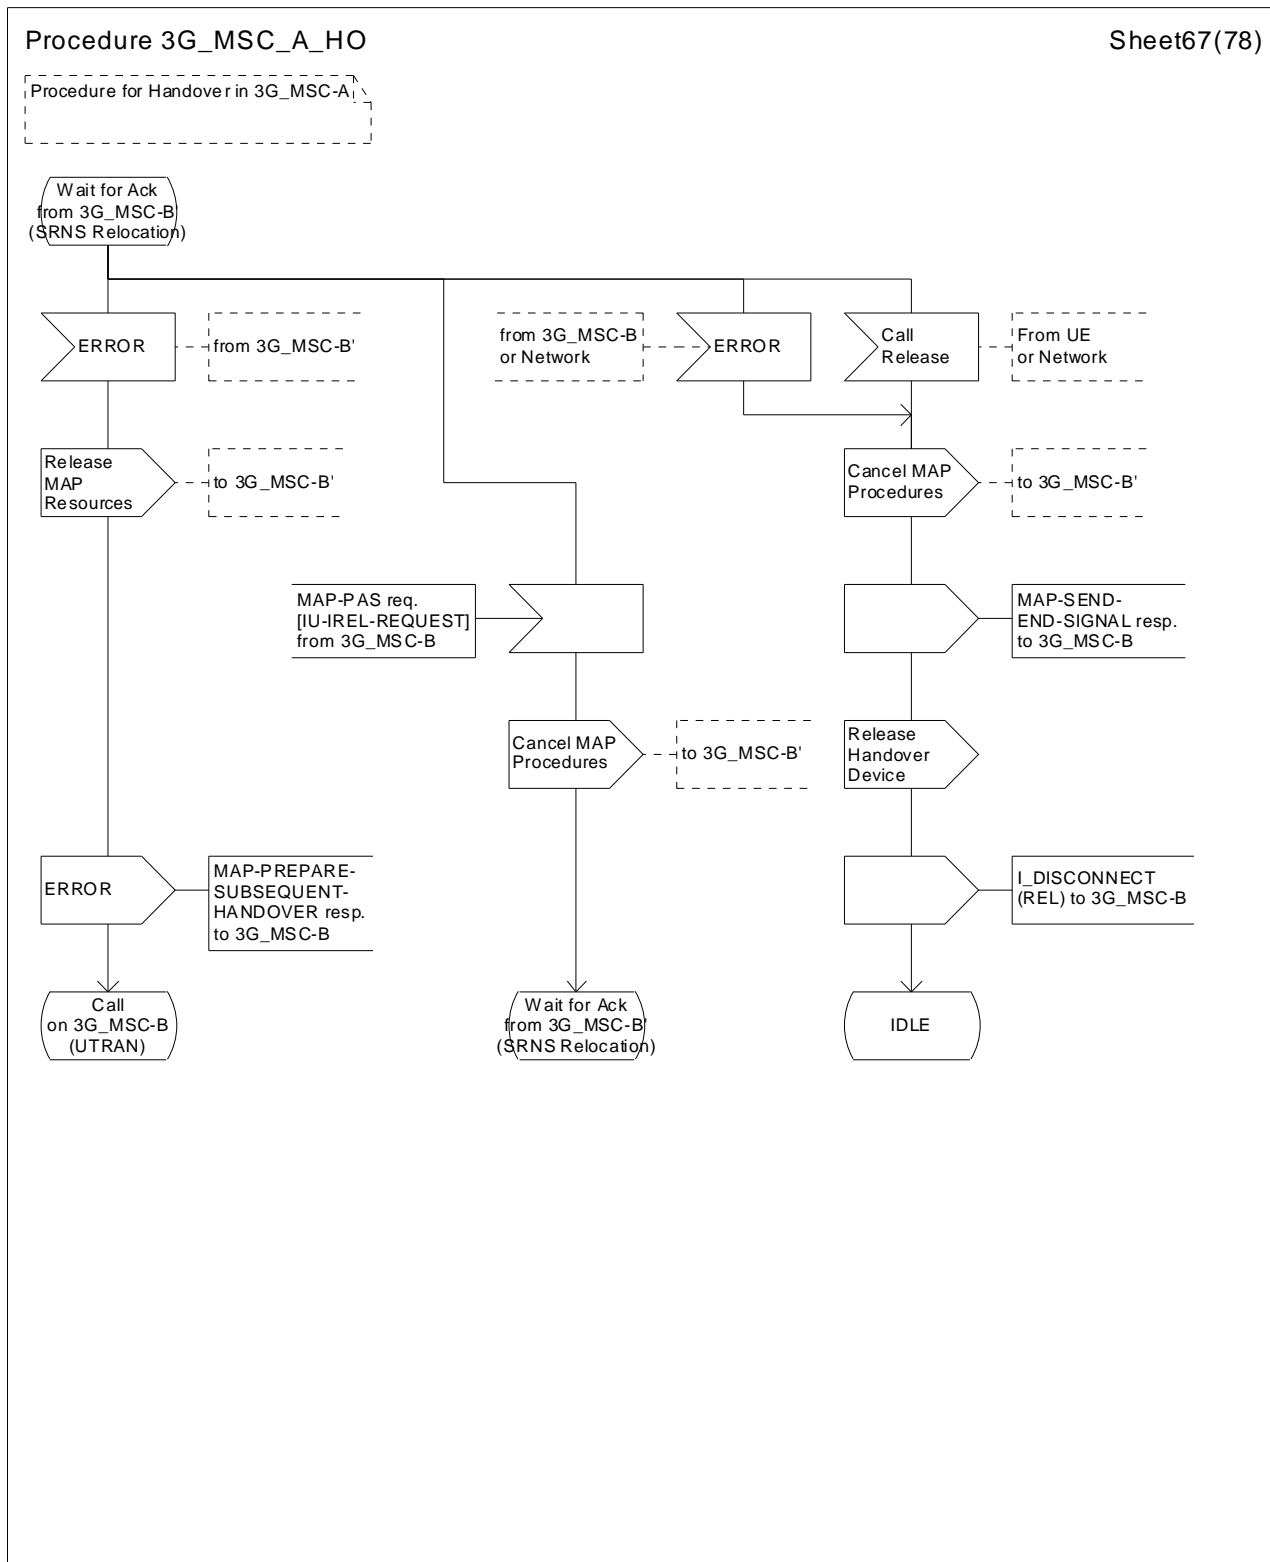 Procedure 3G_MSC_A_HO
Sheet67(78)
Procedure for Handover in 3G_MSC-A
Wait for Ack
from 3G_MSC-B'
(SRNS Relocation)
ERROR
from 3G_MSC-B'
from 3G_MSC-B
or Network
ERROR
Call
Release
From UE
or Network
Release
MAP
Resources
to 3G_MSC-B'
Cancel MAP
Procedures
to 3G_MSC-B'
MAP-PAS req.
[IU-IREL-REQUEST]
from 3G_MSC-B
MAP-SEND-
END-SIGNAL resp.
to 3G_MSC-B
Cancel MAP
Procedures
to 3G_MSC-B'
Release
Handover
Device
ERROR
MAP-PREPARE-
SUBSEQUENT-
HANDOVER resp.
to 3G_MSC-B
I_DISCONNECT
(REL) to 3G_MSC-B
Call
on 3G_MSC-B
(UTRAN)
Wait for Ack
from 3G_MSC-B'
(SRNS Relocation)
IDLE